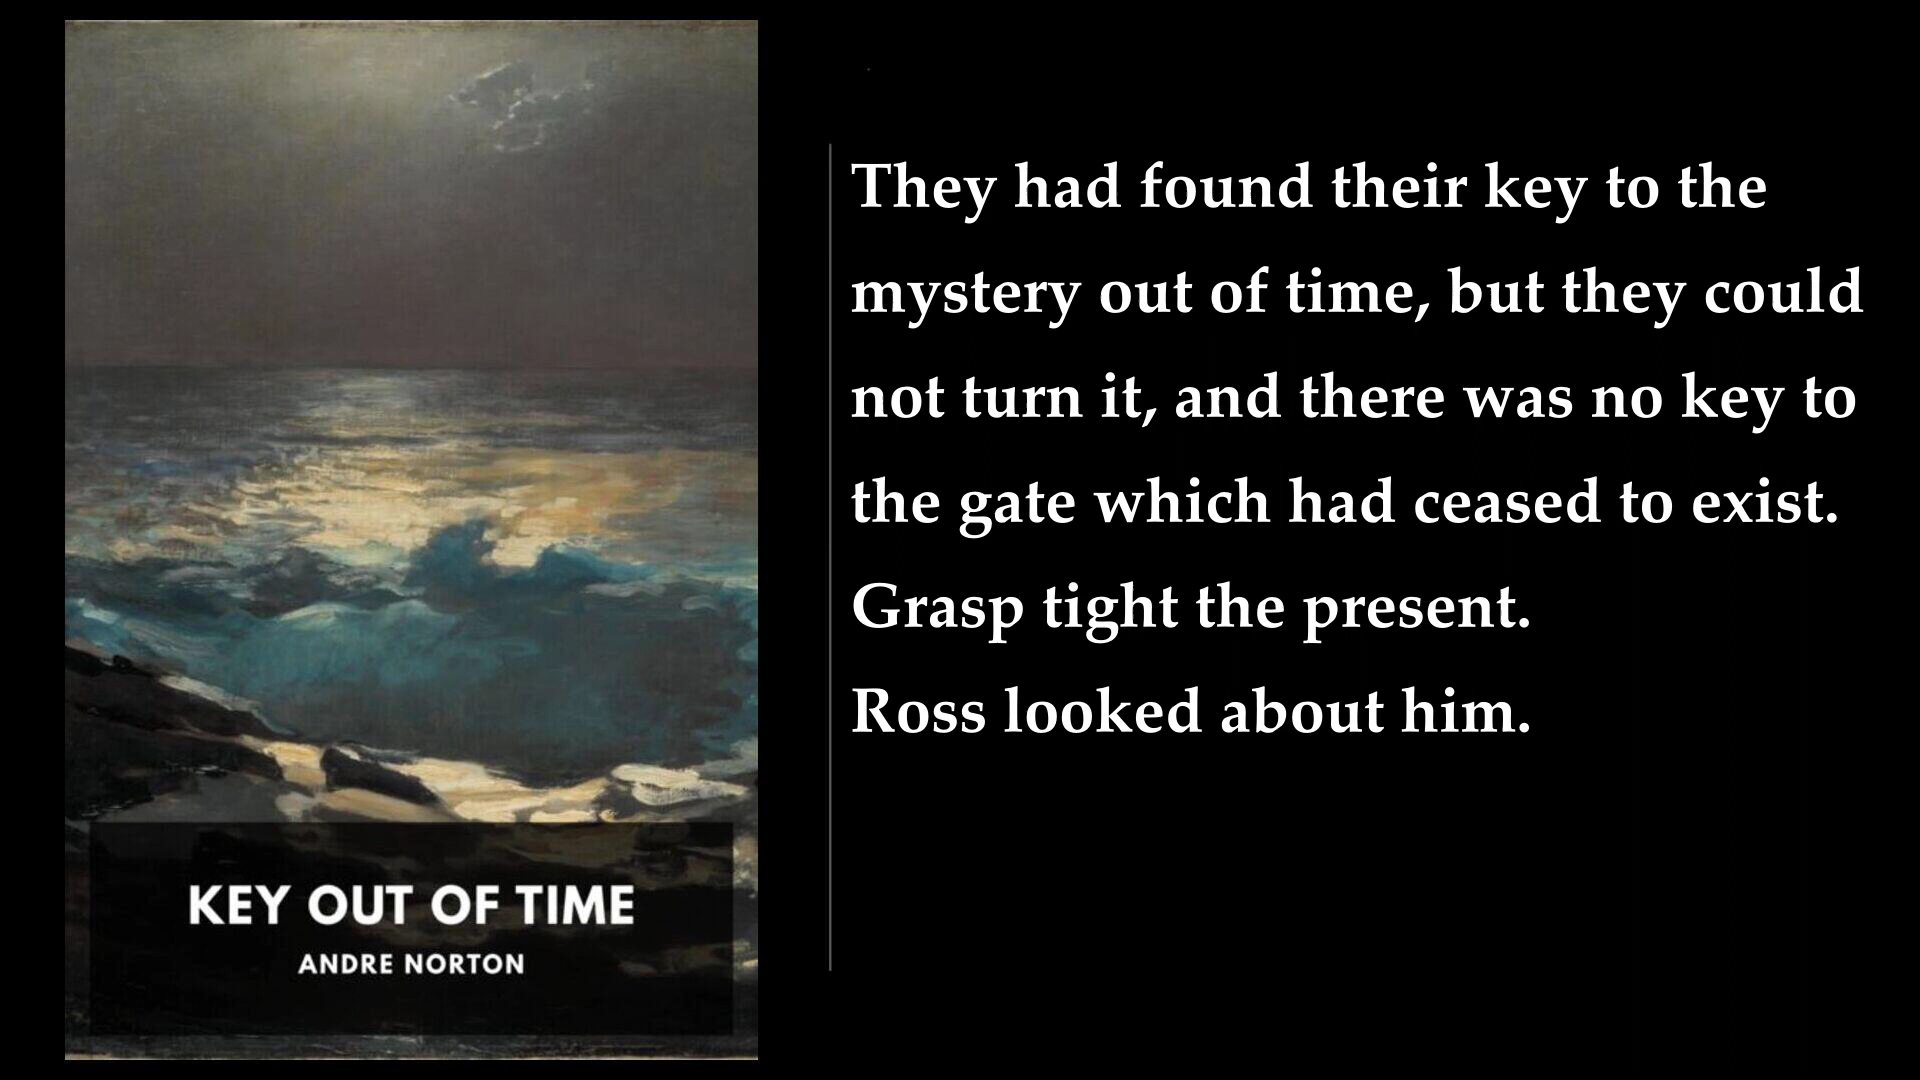 They had found their key to the
mystery out of time, but they could
not turn it, and there was no key to
the gate which had ceased to exist.
Grasp tight the present.
Ross looked about him.
KEY OUT OF TIME
ANDRE NORTON